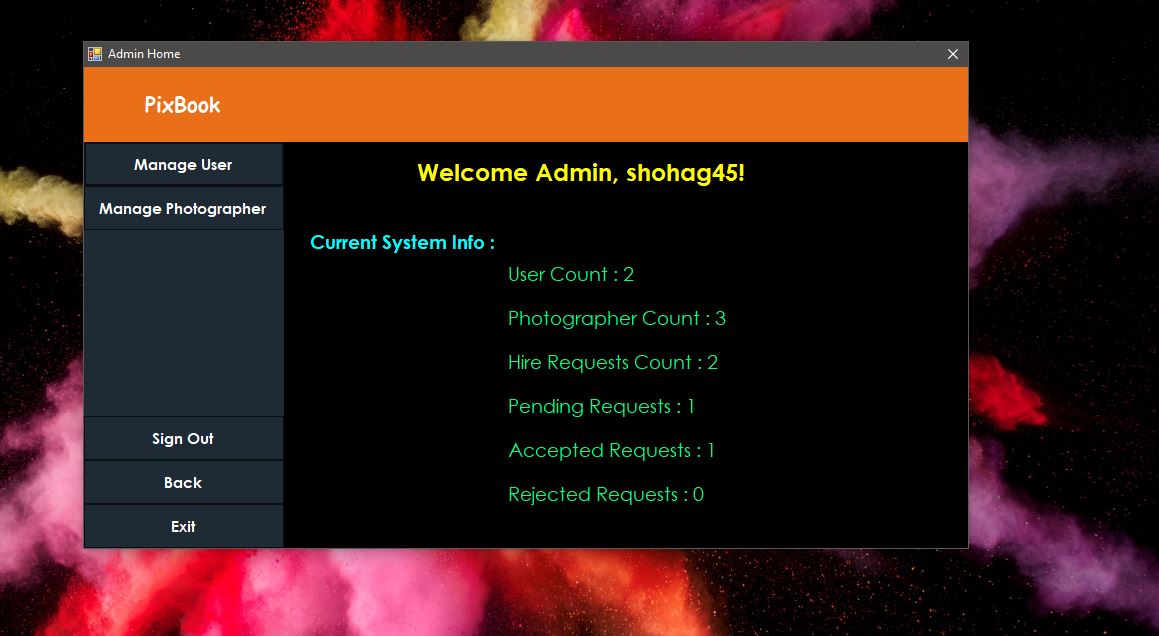 Admin Home
PixBook
Manage User
Manage Photographer
Sign Out
Back
Exit
Welcome Admin, shohag45!
Current System Info :
User Count : 2
Photographer Count : 3
Hire Requests Count : 2
Pending Requests : 1
Accepted Requests : 1
Rejected Requests : 0